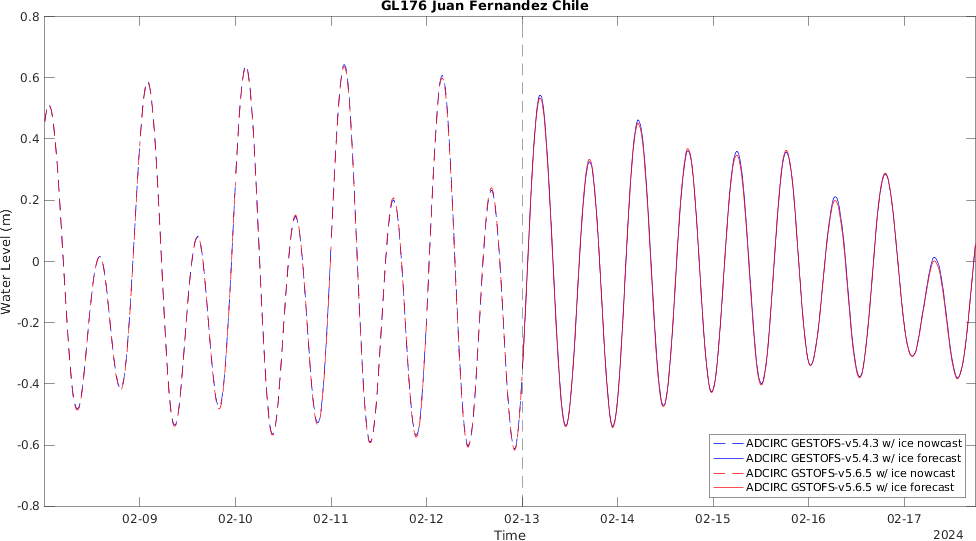 GL176 Juan Fernandez Chile
Water Level (m)
0.8
0.6
0.4
0.2
0
-0.2
-0.4
-0.6
-0.8
ADCIRC GESTOFS-v5.4.3 w/ ice nowcast
ADCIRC GESTOFS-v5.4.3 w/ ice forecast
ADCIRC GSTOFS-v5.6.5 w/ ice nowcast
ADCIRC GSTOFS-v5.6.5 w/ ice forecast
02-09 02-10 02-11 02-12 02-13 02-14 02-15 02-16 02-17
Time
2024